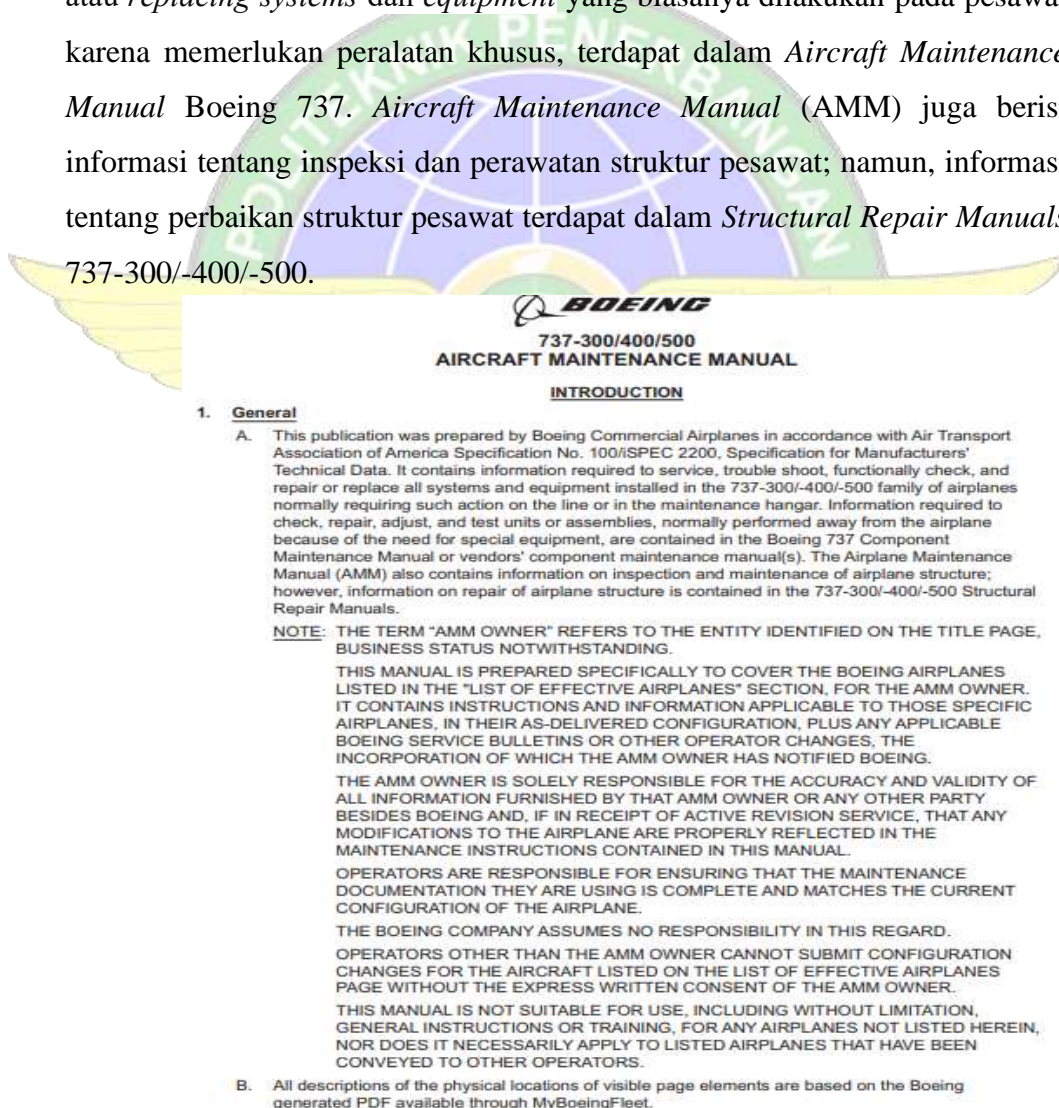 atau replacing systems dan equipment yang biasanya dilakukan pada pesawat
karena memerlukan peralatan khusus, terdapat dalam Aircraft Maintenance
Manual Boeing 737. Aircraft Maintenance Manual (AMM) juga beris
informasi tentang inspeksi dan perawatan struktur pesawat; namun, informas
tentang perbaikan struktur pesawat terdapat dalam Structural Repair Manuals
737-300/-400/-500.
POLITEKNIK PENERBANGAN
BOEING
737-300/400/500
AIRCRAFT MAINTENANCE MANUAL
INTRODUCTION
1. General
A. This publication was prepared by Boeing Commercial Airplanes in accordance with Air Transport
Association of America Specification No. 100/iSPEC 2200, Specification for Manufacturers'
Technical Data. It contains information required to service, trouble shoot, functionally check, and
repair or replace all systems and equipment installed in the 737-300/-400/-500 family of airplanes
normally requiring such action on the line or in the maintenance hangar. Information required to
check, repair, adjust, and test units or assemblies, normally performed away from the airplane
because of the need for special equipment, are contained in the Boeing 737 Component
Maintenance Manual or vendors' component maintenance manual(s). The Airplane Maintenance
Manual (AMM) also contains information on inspection and maintenance of airplane structure;
however, information on repair of airplane structure is contained in the 737-300/-400/-500 Structural
Repair Manuals.
NOTE: THE TERM "AMM OWNER" REFERS TO THE ENTITY IDENTIFIED ON THE TITLE PAGE,
BUSINESS STATUS NOTWITHSTANDING.
THIS MANUAL IS PREPARED SPECIFICALLY TO COVER THE BOEING AIRPLANES
LISTED IN THE "LIST OF EFFECTIVE AIRPLANES" SECTION, FOR THE AMM OWNER.
IT CONTAINS INSTRUCTIONS AND INFORMATION APPLICABLE TO THOSE SPECIFIC
AIRPLANES, IN THEIR AS-DELIVERED CONFIGURATION, PLUS ANY APPLICABLE
BOEING SERVICE BULLETINS OR OTHER OPERATOR CHANGES, THE
INCORPORATION OF WHICH THE AMM OWNER HAS NOTIFIED BOEING.
THE AMM OWNER IS SOLELY RESPONSIBLE FOR THE ACCURACY AND VALIDITY OF
ALL INFORMATION FURNISHED BY THAT AMM OWNER OR ANY OTHER PARTY
BESIDES BOEING AND, IF IN RECEIPT OF ACTIVE REVISION SERVICE, THAT ANY
MODIFICATIONS TO THE AIRPLANE ARE PROPERLY REFLECTED IN THE
MAINTENANCE INSTRUCTIONS CONTAINED IN THIS MANUAL.
OPERATORS ARE RESPONSIBLE FOR ENSURING THAT THE MAINTENANCE
DOCUMENTATION THEY ARE USING IS COMPLETE AND MATCHES THE CURRENT
CONFIGURATION OF THE AIRPLANE.
THE BOEING COMPANY ASSUMES NO RESPONSIBILITY IN THIS REGARD.
OPERATORS OTHER THAN THE AMM OWNER CANNOT SUBMIT CONFIGURATION
CHANGES FOR THE AIRCRAFT LISTED ON THE LIST OF EFFECTIVE AIRPLANES
PAGE WITHOUT THE EXPRESS WRITTEN CONSENT OF THE AMM OWNER.
THIS MANUAL IS NOT SUITABLE FOR USE, INCLUDING WITHOUT LIMITATION,
GENERAL INSTRUCTIONS OR TRAINING, FOR ANY AIRPLANES NOT LISTED HEREIN,
NOR DOES IT NECESSARILY APPLY TO LISTED AIRPLANES THAT HAVE BEEN
CONVEYED TO OTHER OPERATORS.
B. All descriptions of the physical locations of visible page elements are based on the Boeing
generated PDF available through MyBoeingFleet.